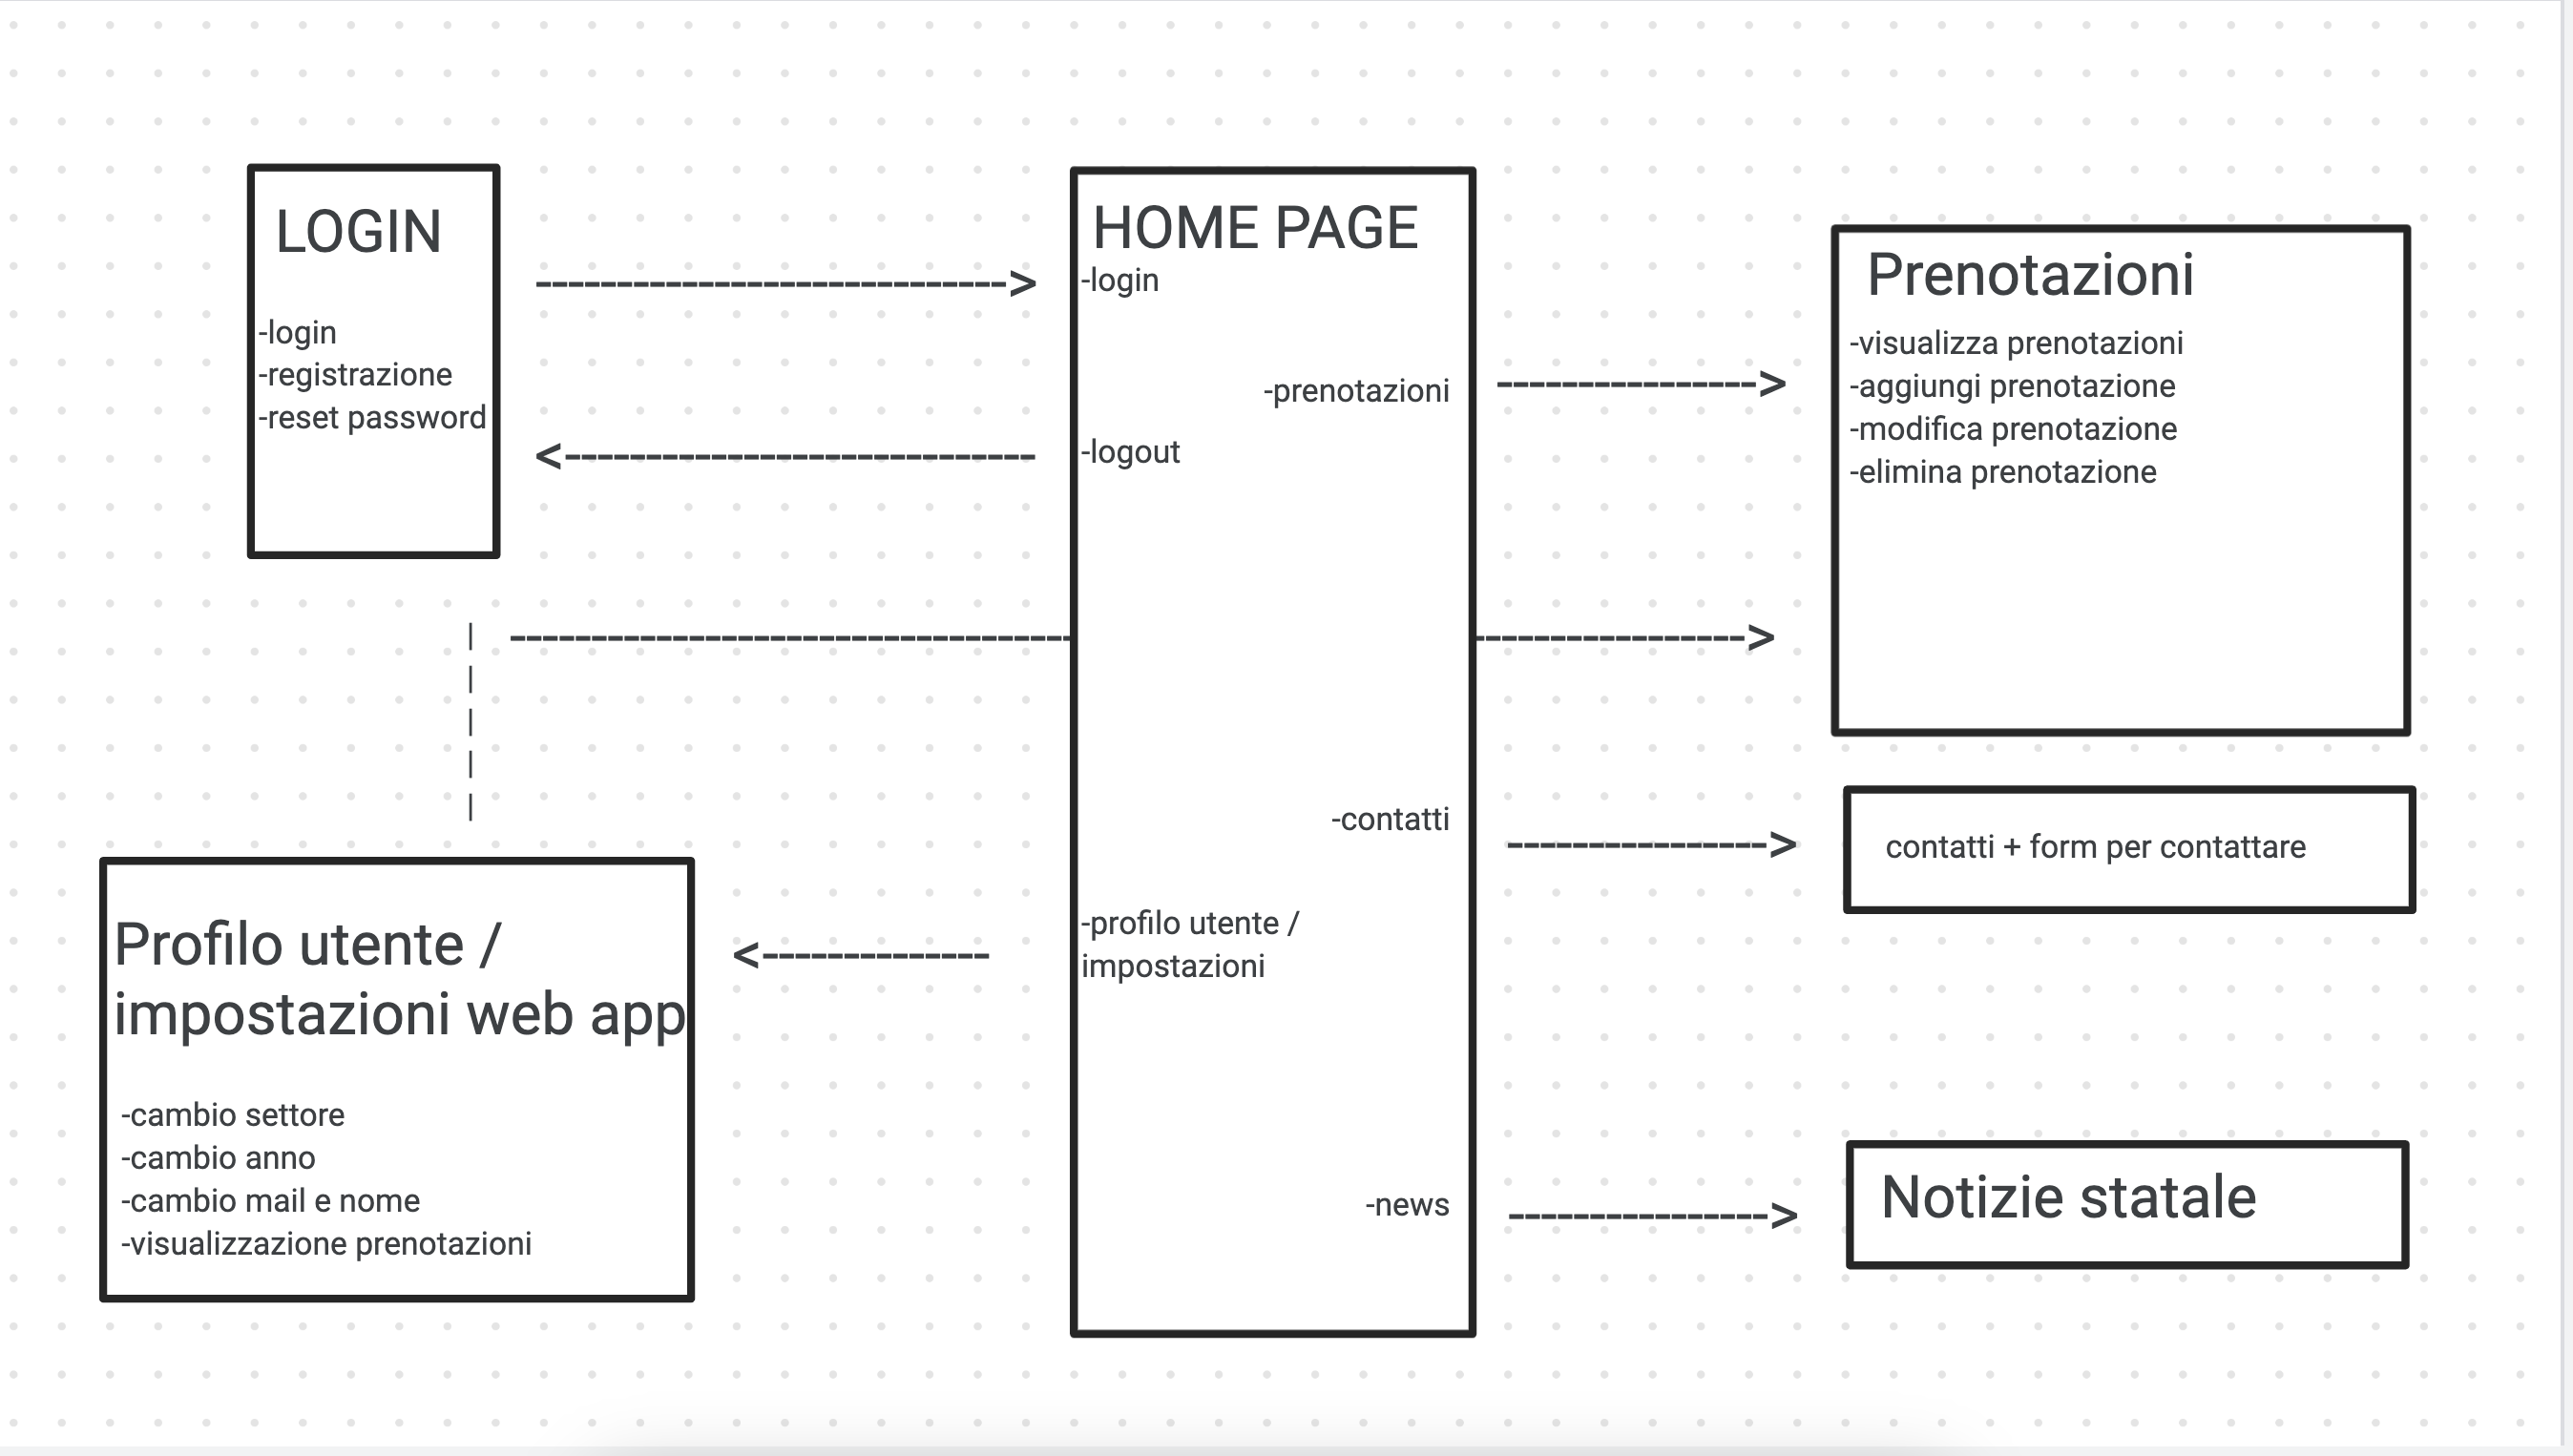 LOGIN
-login
-registrazione
-reset password
------------------------------>
<------------------------------
HOME PAGE
-login
-prenotazioni
-logout
-contatti
-profilo utente /
impostazioni
-news
----------------->
Prenotazioni
-visualizza prenotazioni
-aggiungi prenotazione
-modifica prenotazione
-elimina prenotazione
|
|
|
|
|
----------------------------------- ----------------->
----------------->
contatti + form per contattare
Profilo utente /
impostazioni web app
-cambio settore
-cambio anno
-cambio mail e nome
-visualizzazione prenotazioni
<--------------
----------------->
Notizie statale